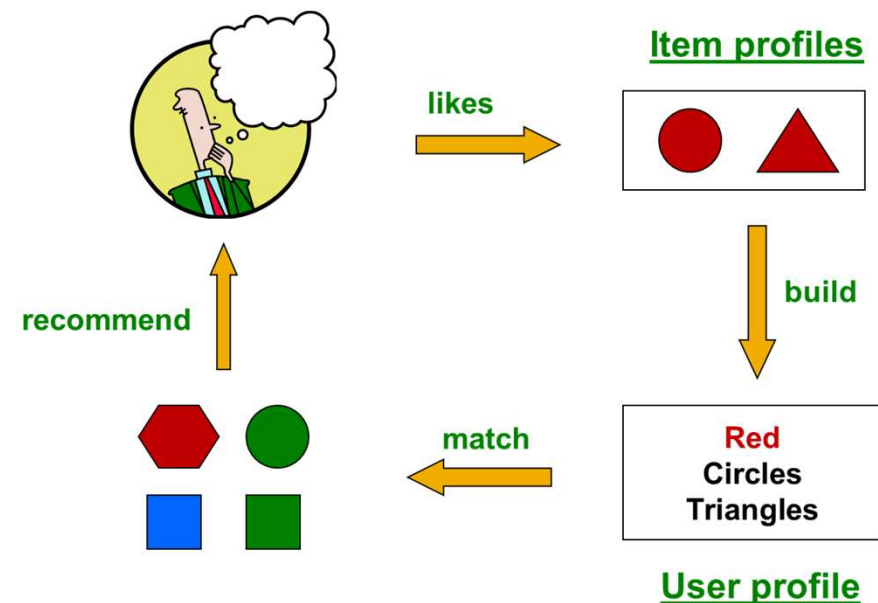 Item profiles
likes
build
recommend
match
Red
Circles
Triangles
User profile